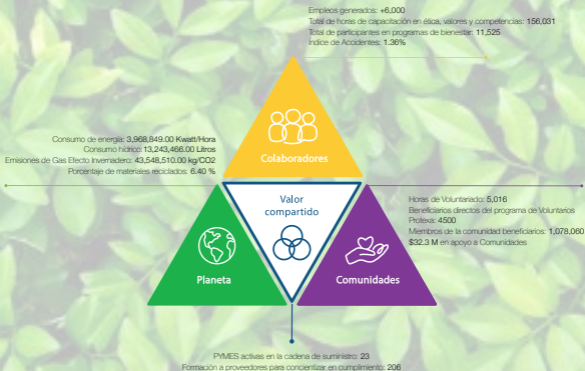 Empleos generados: +6,000
Total de horas de capacitación en ética, valores y competencias: 156,031
Total de participantes en programas de bienestar: 11,525
Índice de Accidentes: 1.36%
Colaboradores
Consumo de energía: 3,968,849.00 Kwatt/Hora
Consumo hídrico: 13,243,466.00 Litros
Emisiones de Gas Efecto Invernadero: 43,548,510.00 kg/CO2
Porcentaje de materiales reciclados: 6.40 %
Valor
compartido
Planeta
Comunidades
Horas de Voluntariado: 5,016
Beneficiarios directos del programa de Voluntarios
Protexa: 4500
Miembros de la comunidad beneficiarios: 1,078,060
$32.3 M en apoyo a Comunidades
PYMES activas en la cadena de suministro: 23
Formación a proveedores para concientizar en cumplimiento: 206